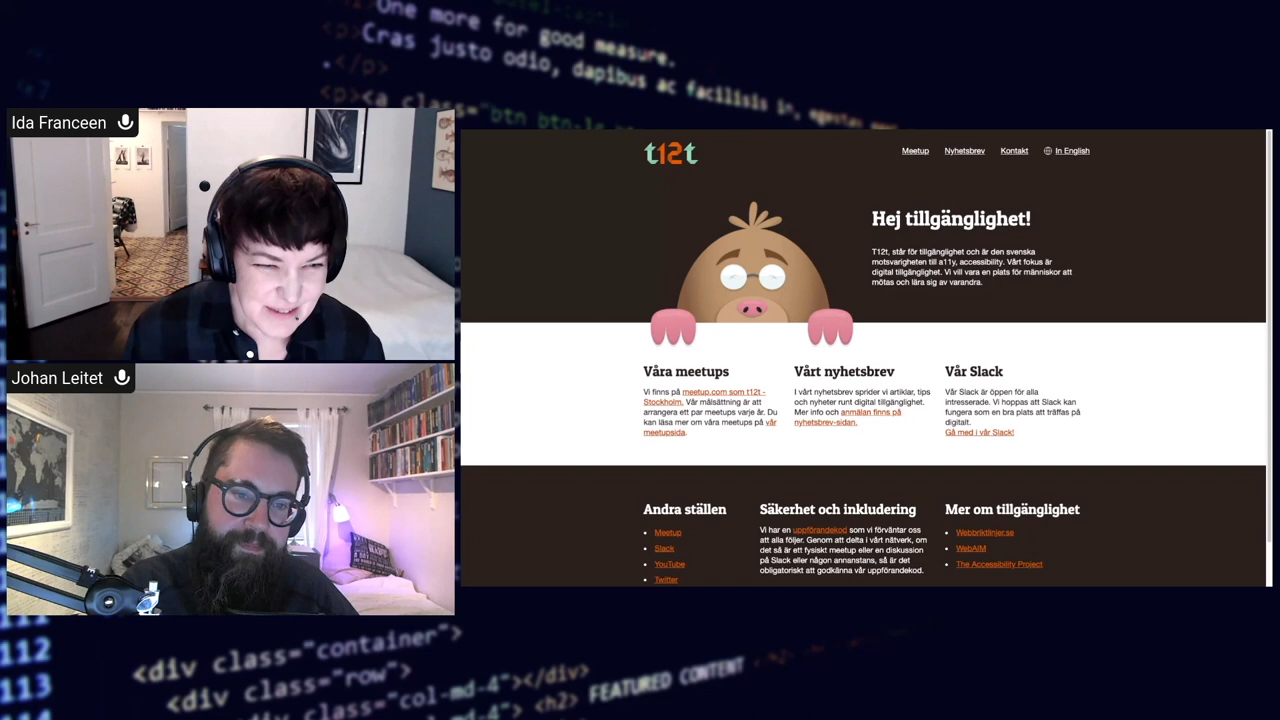 One more for good measure.
<p>Cras justo odio, dapibus ac facilisis in,
.</p>
<p><a class="btn
Ida Franceen
Johan Leitet
t12t
Meetup
Nyhetsbrev
Kontakt
In English
Hej tillgänglighet!
T12t, står för tillgänglighet och är den svenska
motsvarigheten till a11y, accessibility. Vårt fokus är
digital tillgänglighet. Vi vill vara en plats för människor att
mötas och lära sig av varandra.
Våra meetups
Vi finns på meetup.com som t12t -
Stockholm. Vår målsättning är att
arrangera ett par meetups varje år. Du
kan läsa mer om våra meetups på vår
meetupsida.
Vårt nyhetsbrev
I vårt nyhetsbrev sprider vi artiklar, tips
och nyheter runt digital tillgänglighet.
Mer info och anmälan finns på
nyhetsbrev-sidan.
Vår Slack
Vår Slack är öppen för alla
intresserade. Vi hoppas att Slack kan
fungera som en bra plats att träffas på
digitalt.
Gå med i vår Slack!
Andra ställen
Meetup
Slack
YouTube
Twitter
Säkerhet och inkludering
Vi har en uppförandekod som vi förväntar oss
att alla följer. Genom att delta i vårt nätverk, om
det så är ett fysiskt meetup eller en diskussion
på Slack eller någon annanstans, så är det
obligatoriskt att godkänna vår uppförandekod.
Mer om tillgänglighet
Webbriktlinjer.se
WebAIM
The Accessibility Project
112
113
<div class="container">
<div class="row">
class="col-md-4"></div>
<div class="col-md-4"> <h2> FEATURED CONTENT